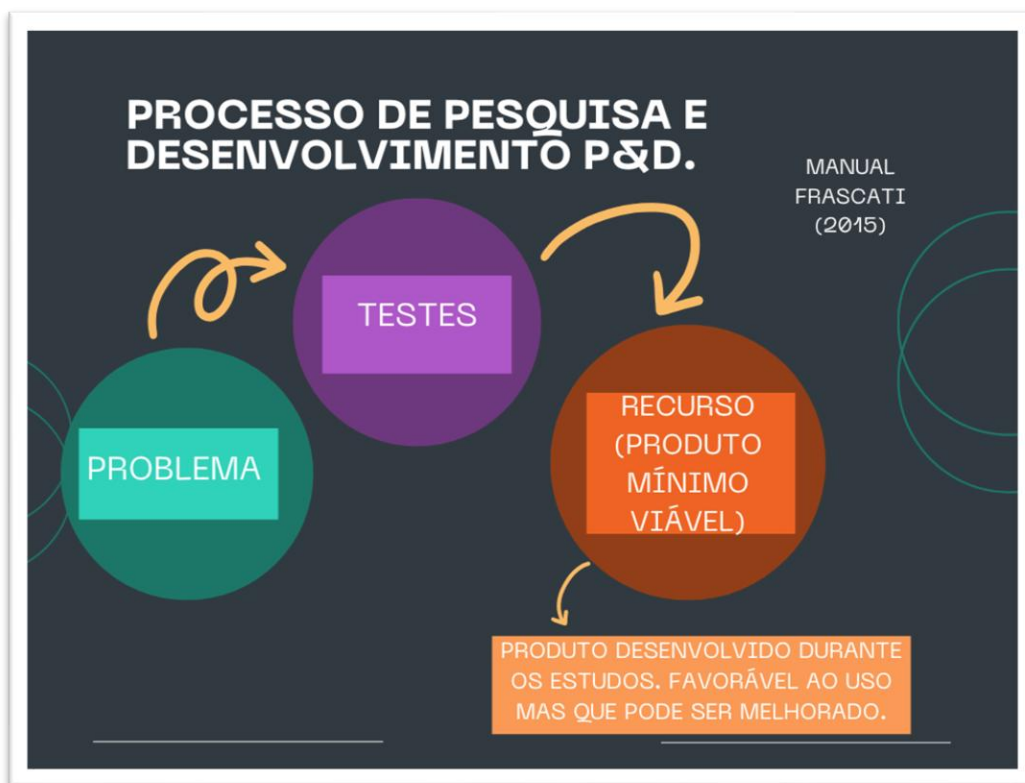 PROCESSO DE PESQUISA E
DESENVOLVIMENTO P&D.
MANUAL
FRASCATI
(2015)
TESTES
PROBLEMA
RECURSO
(PRODUTO
MÍNIMO
VIÁVEL)
PRODUTO DESENVOLVIDO DURANTE
OS ESTUDOS. FAVORÁVEL AO USO
MAS QUE PODE SER MELHORADO.